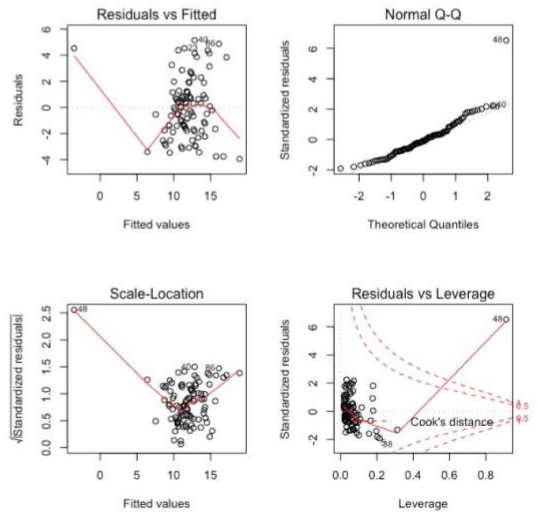 Residuals vs Fitted
Residuals
6
4
2
0
-2
-4
0 5 10 15
Fitted values
40
23
86
Normal Q-Q
Standardized residuals
6
4
2
0
-2
-2 -1 0 1 2
Theoretical Quantiles
48
Scale-Location
√|Standardized residuals|
2.5
2.0
1.5
1.0
0.5
0.0
0 5 10 15
Fitted values
48
40
86
Residuals vs Leverage
Standardized residuals
6
4
2
0
-2
0.0 0.2 0.4 0.6 0.8
Leverage
48
88
Cook's distance
0.5
0.5